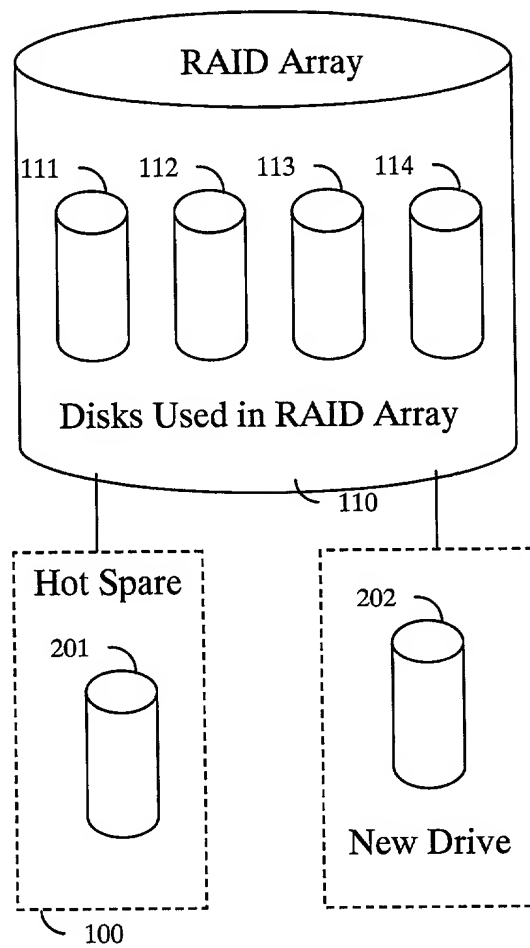 RAID Array
111 112 113 114
Disks Used in RAID Array
110
Hot Spare
201
100
202
New Drive